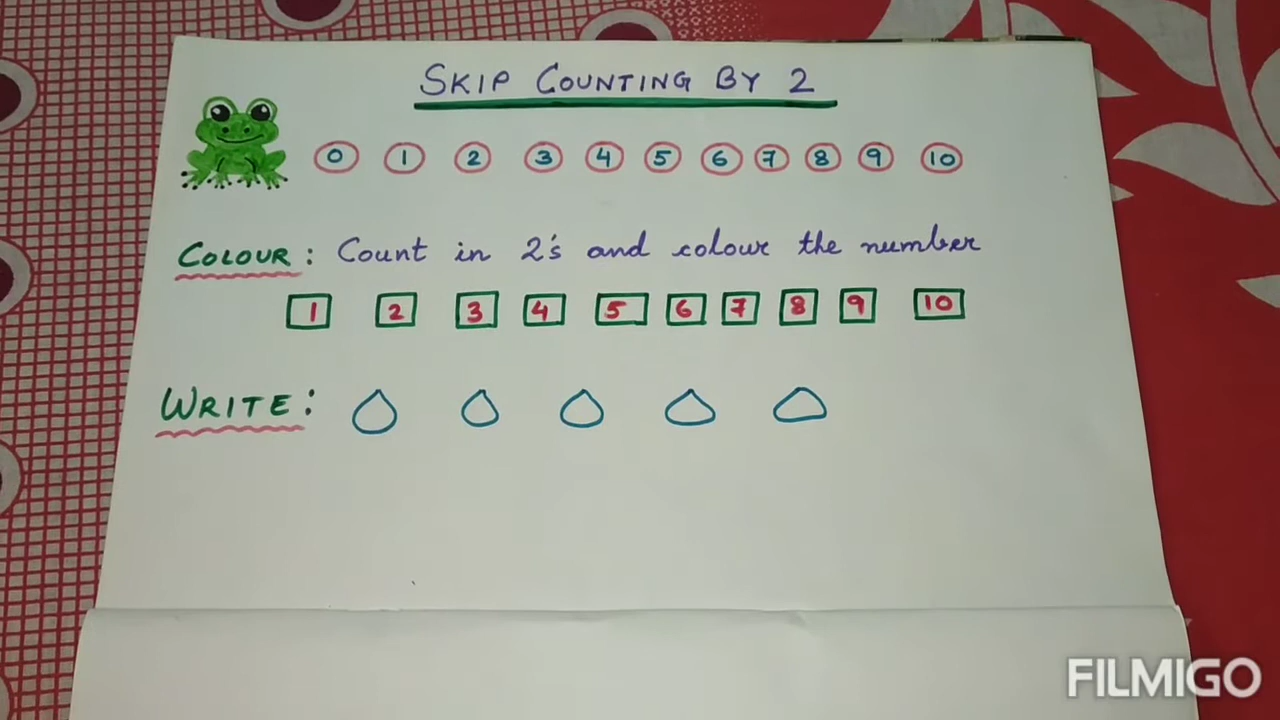 SKIP COUNTING BY 2
0 1 2 3 4 5 6 7 8 9 10
COLOUR: Count in 2's and colour the number
1 2 3 4 5 6 7 8 9 10
WRITE:
FILMIGO